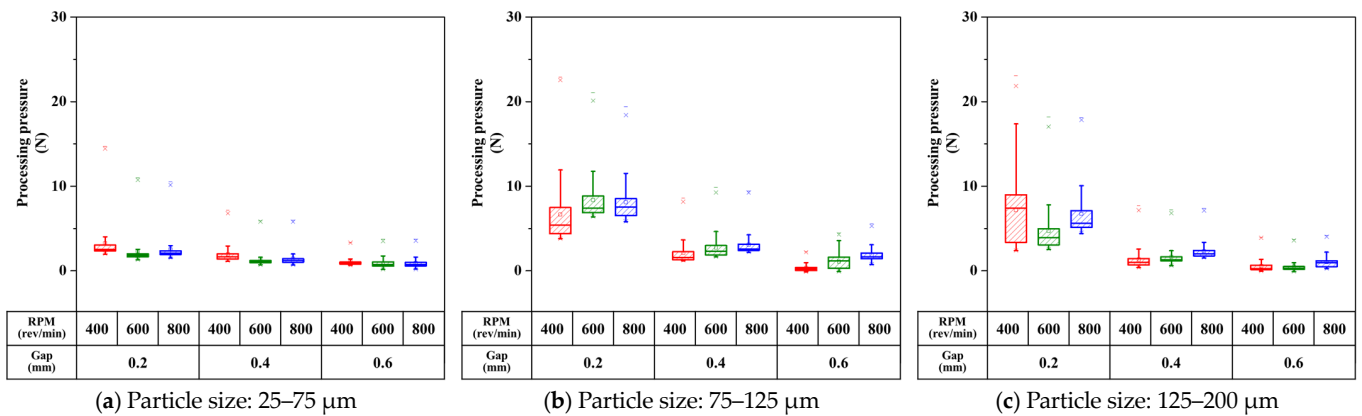 30
20
10
0
Processing pressure
(N)
RPM
(rev/min)
400 600 800 400 600 800 400 600 800
Gap
(mm)
0.2 0.4 0.6
(a) Particle size: 25–75 μm
30
20
10
0
Processing pressure
(N)
RPM
(rev/min)
400 600 800 400 600 800 400 600 800
Gap
(mm)
0.2 0.4 0.6
(b) Particle size: 75–125 μm
30
20
10
0
Processing pressure
(N)
RPM
(rev/min)
400 600 800 400 600 800 400 600 800
Gap
(mm)
0.2 0.4 0.6
(c) Particle size: 125–200 μm